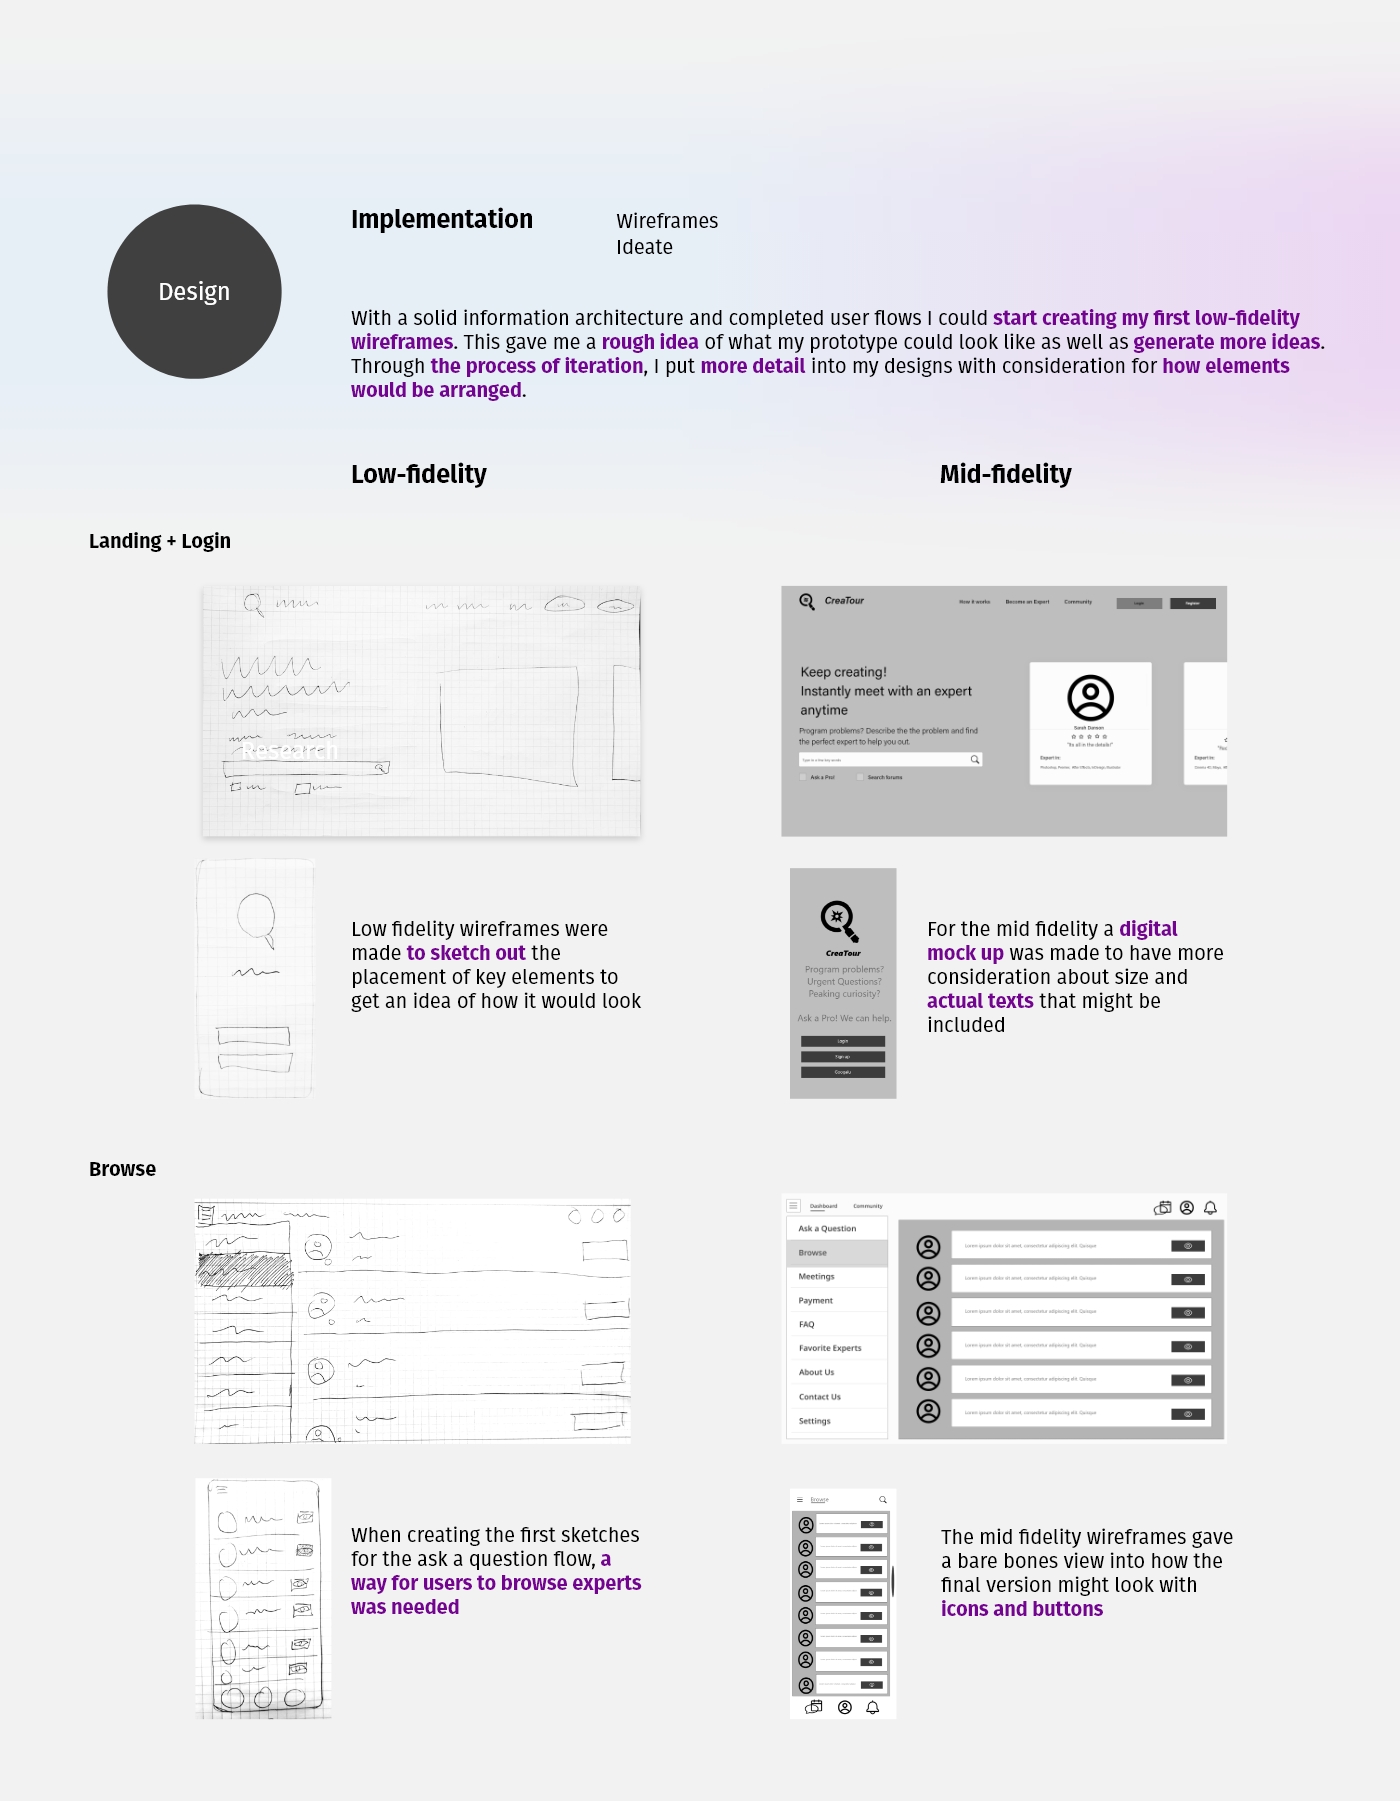 Design
Implementation
Wireframes
Ideate
With a solid information architecture and completed user flows I could start creating my first low-fidelity
wireframes. This gave me a rough idea of what my prototype could look like as well as generate more ideas.
Through the process of iteration, I put more detail into my designs with consideration for how elements
would be arranged.
Low-fidelity
Mid-fidelity
Landing + Login
Research
CreaTour
How it works
Become an Expert
Community
Login
Register
Keep creating!
Instantly meet with an expert
anytime
Program problems? Describe the the problem and find
the perfect expert to help you out.
Ask a Pro!
Search forums
Sarah Danson
"Its all in the details!"
Expert in:
Expert in:
Low fidelity wireframes were
made to sketch out the
placement of key elements to
get an idea of how it would look
CreaTour
Program problems?
Urgent Questions?
Peaking curiosity?
Ask a Pro! We can help.
Login
Sign up
For the mid fidelity a digital
mock up was made to have more
consideration about size and
actual texts that might be
included
Browse
Dashboard
Community
Ask a Question
Browse
Meetings
Payment
FAQ
Favorite Experts
About Us
Contact Us
Settings
Lorem ipsum dolor sit amet, consectetur adipiscing elit. Quisque
Lorem ipsum dolor sit amet, consectetur adipiscing elit. Quisque
Lorem ipsum dolor sit amet, consectetur adipiscing elit. Quisque
Lorem ipsum dolor sit amet, consectetur adipiscing elit. Quisque
Lorem ipsum dolor sit amet, consectetur adipiscing elit. Quisque
Lorem ipsum dolor sit amet, consectetur adipiscing elit. Quisque
When creating the first sketches
for the ask a question flow, a
way for users to browse experts
was needed
Browse
The mid fidelity wireframes gave
a bare bones view into how the
final version might look with
icons and buttons